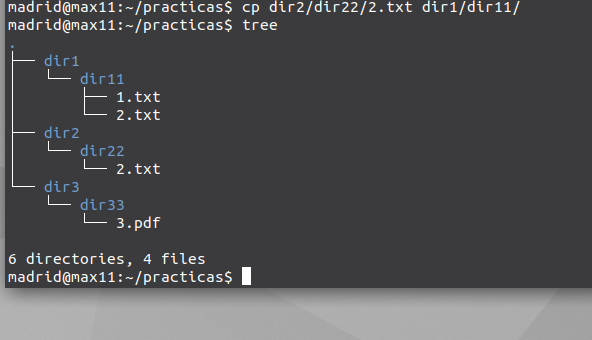 madrid@max11:~/practicas$ cp dir2/dir22/2.txt dir1/dir11/
madrid@max11:~/practicas$ tree
.
├── dir1
│   └── dir11
│       ├── 1.txt
│       └── 2.txt
├── dir2
│   └── dir22
│       └── 2.txt
└── dir3
    └── dir33
        └── 3.pdf
6 directories, 4 files
madrid@max11:~/practicas$